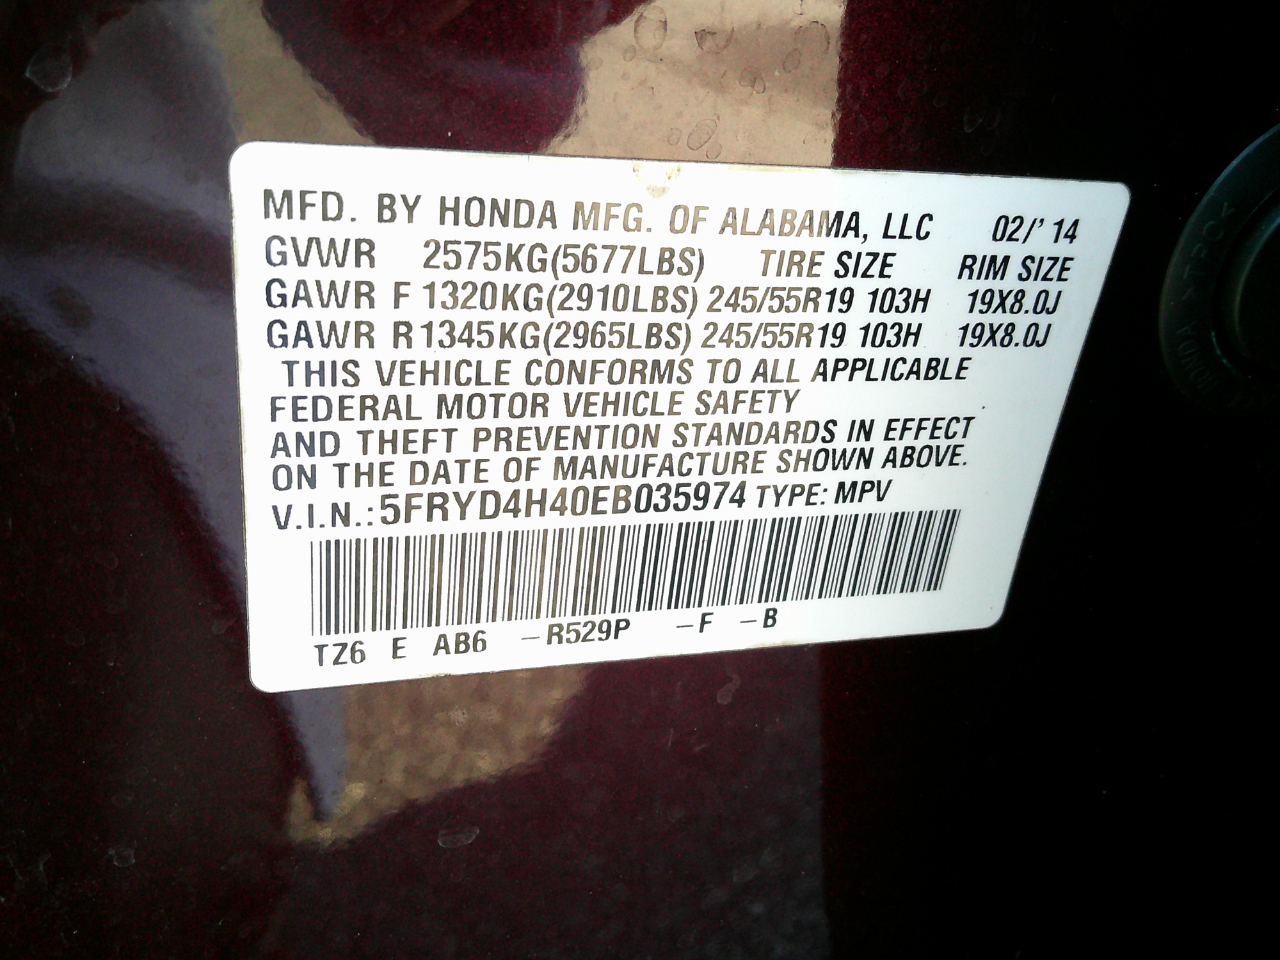 MFD. BY HONDA MFG. OF ALABAMA, LLC 02/' 14
GVWR 2575KG(5677LBS) TIRE SIZE RIM SIZE
GAWR F 1320KG(2910LBS) 245/55R19 103H 19X8.0J
GAWR R 1345KG(2965LBS) 245/55R19 103H 19X8.0J
THIS VEHICLE CONFORMS TO ALL APPLICABLE
FEDERAL MOTOR VEHICLE SAFETY
AND THEFT PREVENTION STANDARDS IN EFFECT
ON THE DATE OF MANUFACTURE SHOWN ABOVE.
V.I.N.: 5FRYD4H40EB035974 TYPE: MPV
TZ6 E AB6 –R529P –F –B